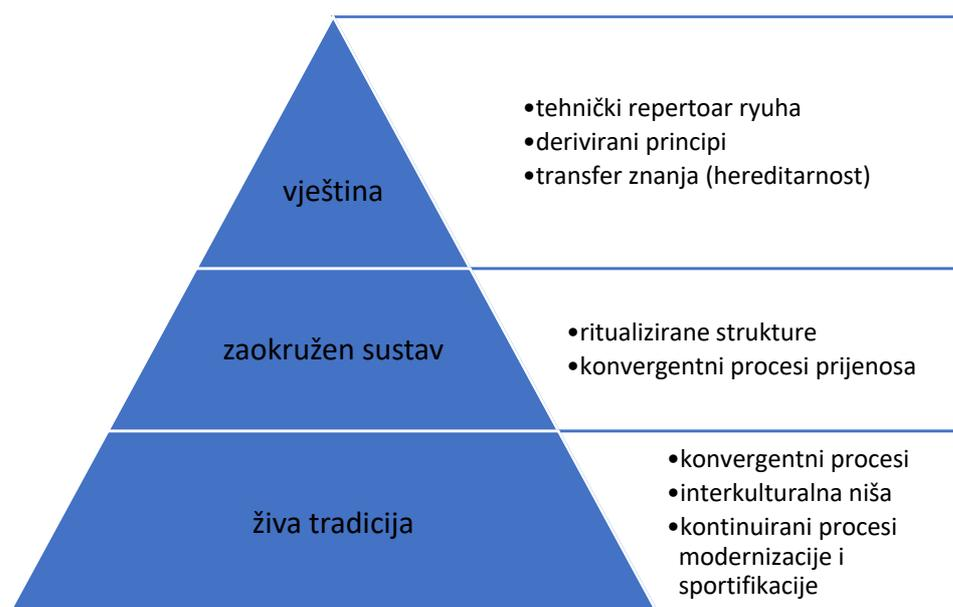 vještina
•tehnički repertoar ryuha
•derivirani principi
•transfer znanja (hereditarnost)
zaokružen sustav
•ritualizirane strukture
•konvergentni procesi prijenosa
živa tradicija
•konvergentni procesi
•interkulturalna niša
•kontinuirani procesi
modernizacije i
sportifikacije